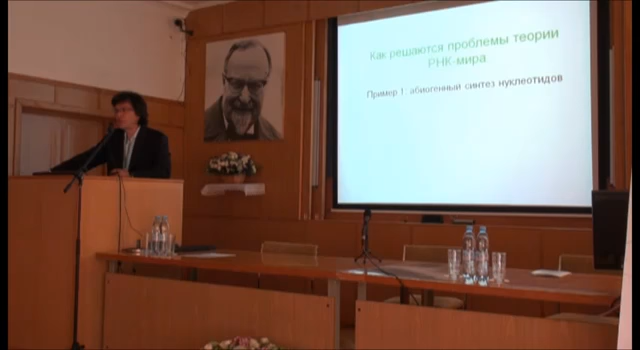 Как решаются проблемы теории
РНК-мира
Пример 1: абиогенный синтез нуклеотидов